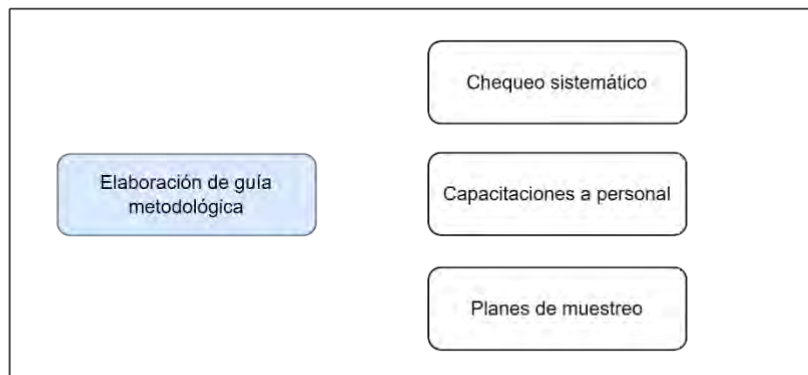 Chequeo sistemático
Elaboración de guía
metodológica
Capacitaciones a personal
Planes de muestreo